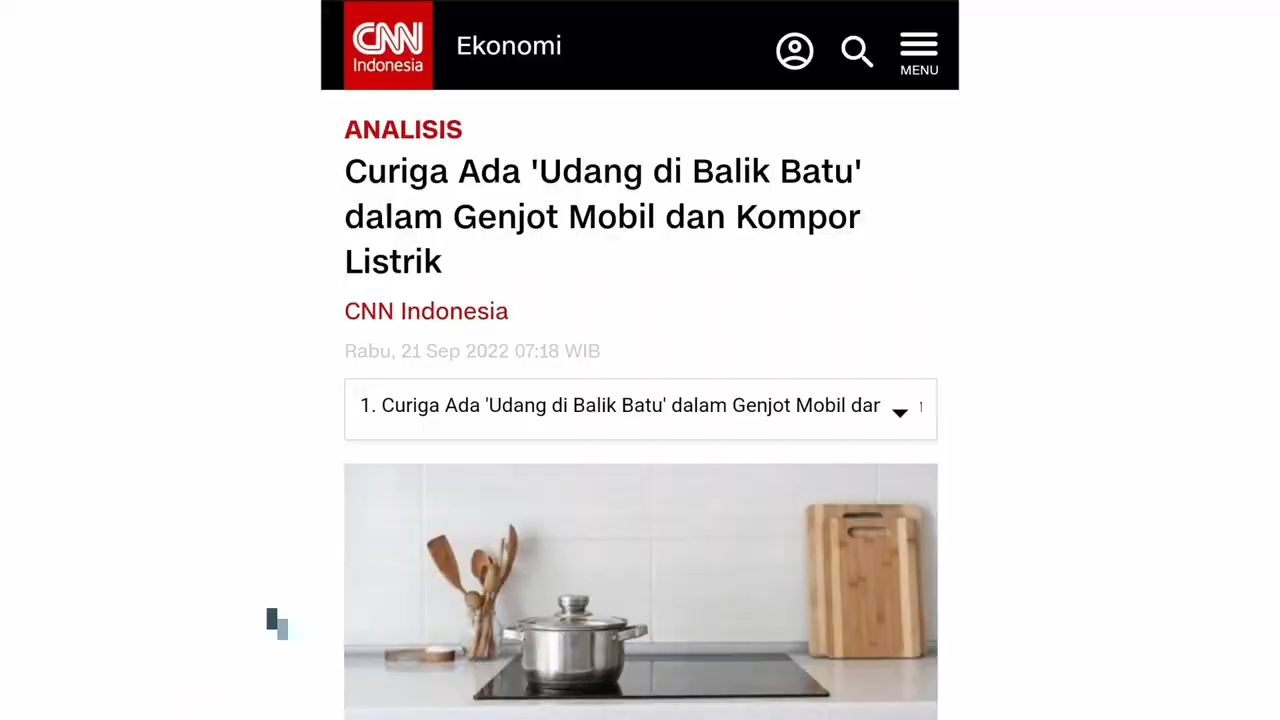 CNN
Indonesia
Ekonomi
MENU
ANALISIS
Curiga Ada 'Udang di Balik Batu'
dalam Genjot Mobil dan Kompor
Listrik
CNN Indonesia
Rabu, 21 Sep 2022 07:18 WIB
1. Curiga Ada 'Udang di Balik Batu' dalam Genjot Mobil